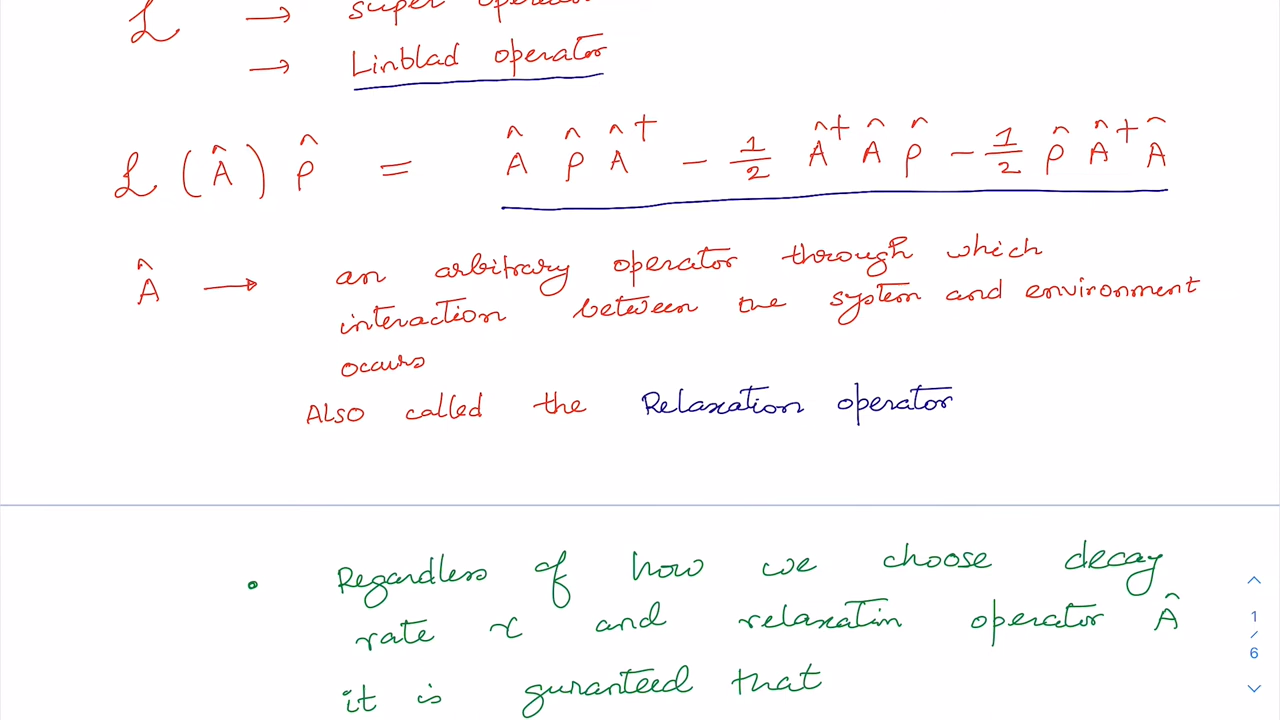 ℒ → super operator
→ Linblad operator
ℒ (Â) ρ̂ = Â ρ̂ Â† - 1/2 Â† Â ρ̂ - 1/2 ρ̂ Â† Â
Â → an arbitrary operator through which
interaction between the system and environment
occurs
Also called the Relaxation operator
• Regardless of how we choose decay
rate r and relaxatin operator Â
it is guranteed that
1
/
6